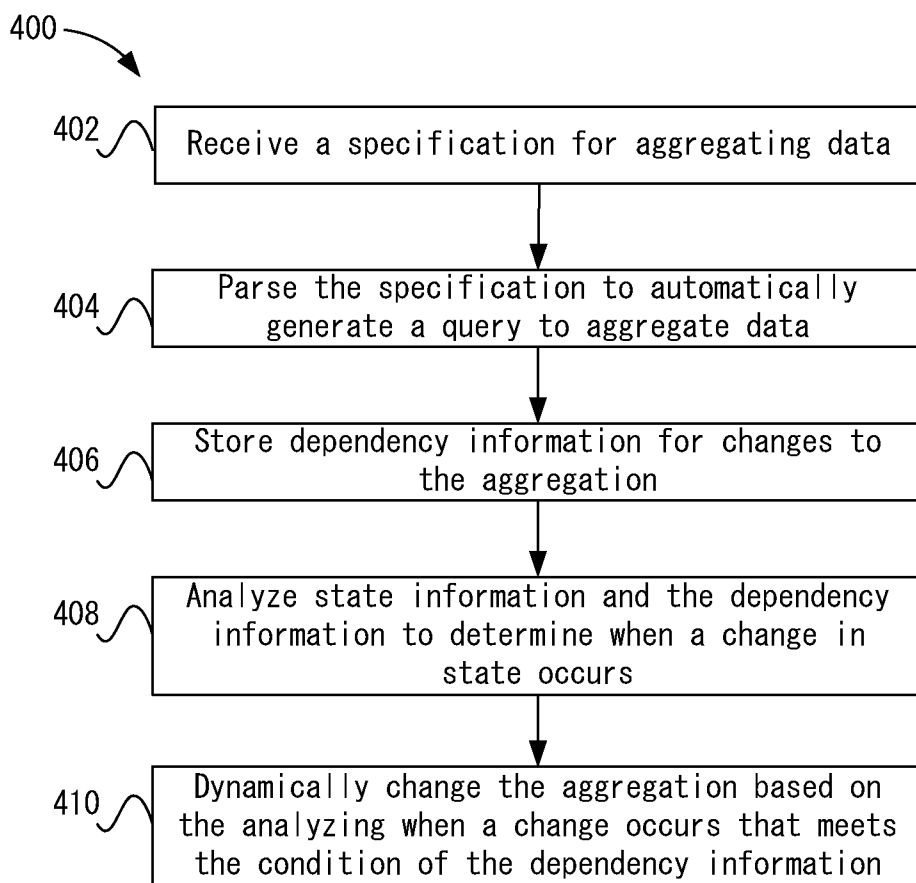 400
402
Receive a specification for aggregating data
404
Parse the specification to automatically
generate a query to aggregate data
406
Store dependency information for changes to
the aggregation
408
Analyze state information and the dependency
information to determine when a change in
state occurs
410
Dynamically change the aggregation based on
the analyzing when a change occurs that meets
the condition of the dependency information